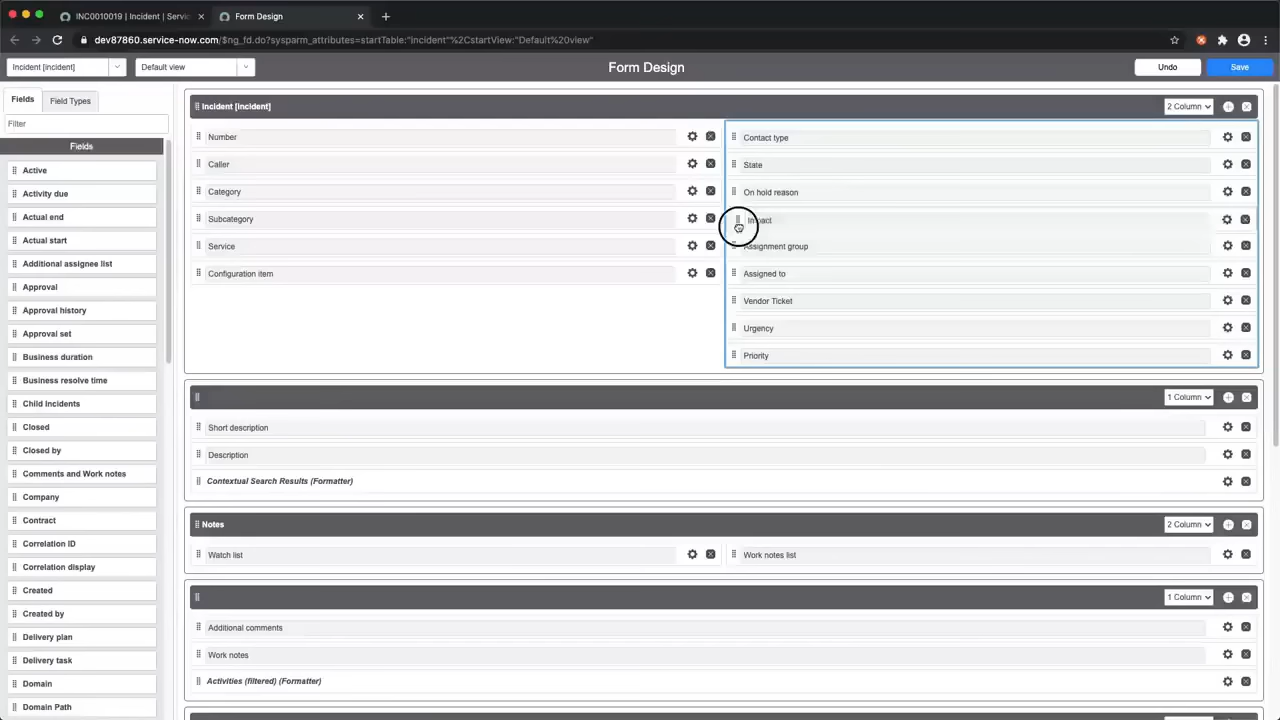 INC0010019 | Incident | Servic
Form Design
dev87860.service-now.com/$ng_fd.do?sysparm_attributes=startTable:"incident"%2CstartView:"Default%20view"
Incident [incident]
Default view
Form Design
Undo
Save
Fields
Field Types
Filter
Fields
Active
Activity due
Actual end
Actual start
Additional assignee list
Approval
Approval history
Approval set
Business duration
Business resolve time
Child Incidents
Closed
Closed by
Comments and Work notes
Company
Contract
Correlation ID
Correlation display
Created
Created by
Delivery plan
Delivery task
Domain
Domain Path
Incident [incident]
2 Column
Number
Caller
Category
Subcategory
Service
Configuration item
Contact type
State
On hold reason
Impact
Assignment group
Assigned to
Vendor Ticket
Urgency
Priority
1 Column
Short description
Description
Contextual Search Results (Formatter)
Notes
2 Column
Watch list
Work notes list
1 Column
Additional comments
Work notes
Activities (filtered) (Formatter)